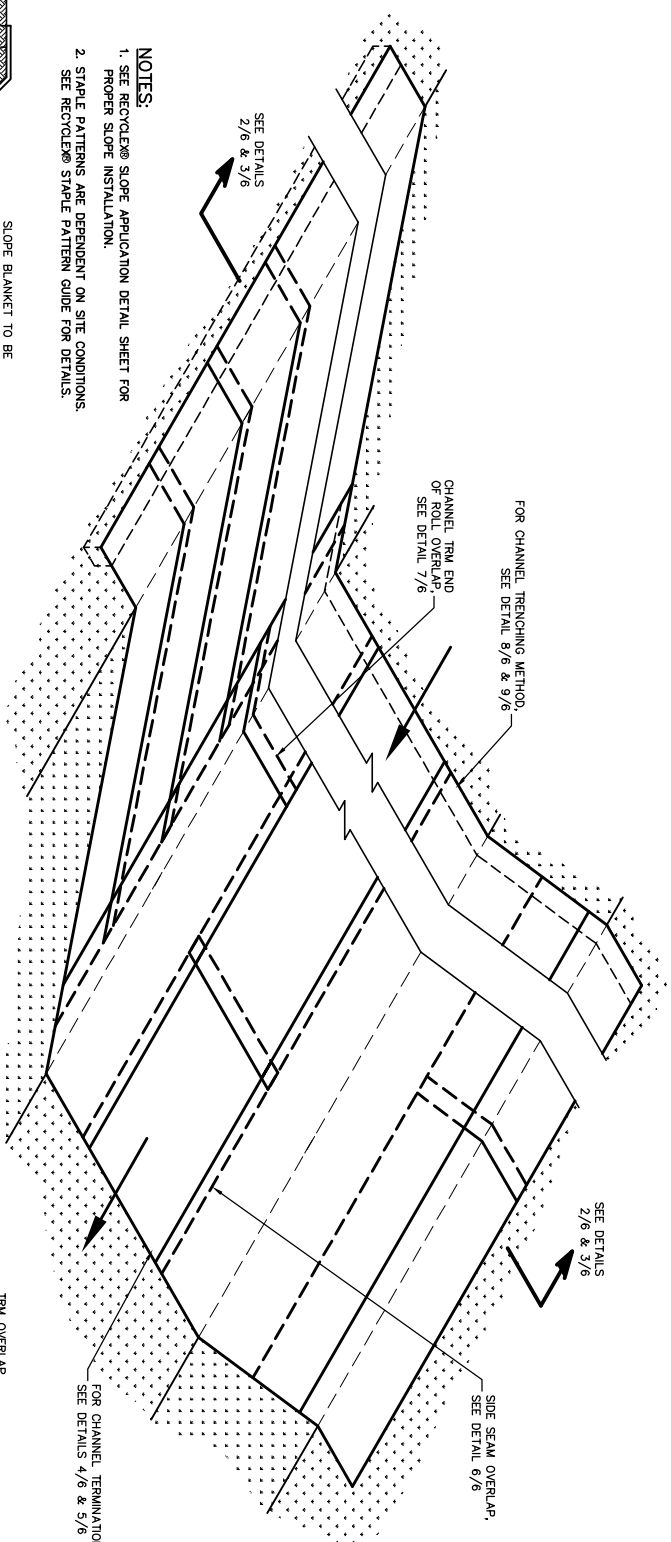 NOTES:
1. SEE RECYCLEX® SLOPE APPLICATION DETAIL SHEET FOR
PROPER SLOPE INSTALLATION.
2. STAPLE PATTERNS ARE DEPENDENT ON SITE CONDITIONS.
SEE RECYCLEX® STAPLE PATTERN GUIDE FOR DETAILS.
SEE DETAILS
2/6 & 3/6
CHANNEL TRM END
OF ROLL OVERLAP,
SEE DETAIL 7/6
FOR CHANNEL TRENCHING METHOD,
SEE DETAIL 8/6 & 9/6
SEE DETAILS
2/6 & 3/6
SIDE SEAM OVERLAP,
SEE DETAIL 6/6
FOR CHANNEL TERMINATIO
SEE DETAILS 4/6 & 5/6
SLOPE BLANKET TO BE
TRM OVERLAP